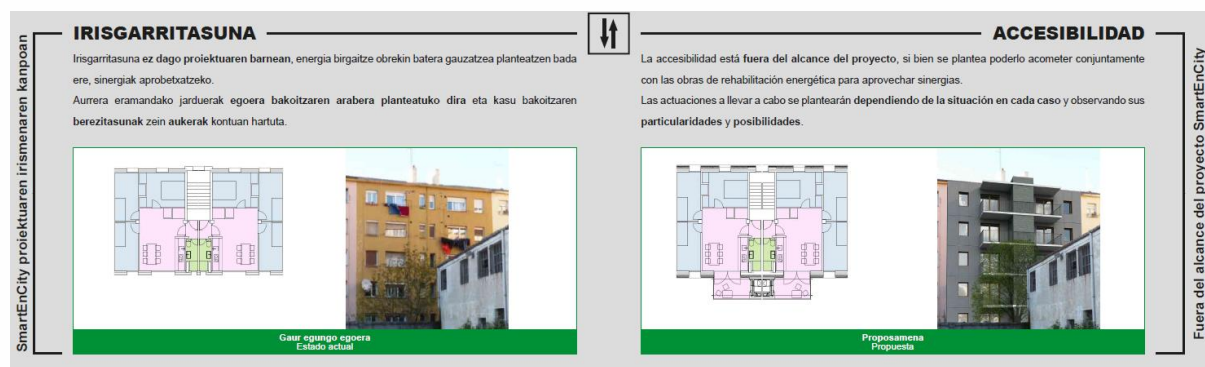 SmartEnCity proiektuaren irismenaren kanpoan
IRISGARRITASUNA
Irisgarritasuna ez dago proiektuaren barnean, energia birgaitze obrekin batera gauzatzea planteatzen bada
ere, sinergiak aprobetxatzeko.
Aurrera eramandako jarduerak egoera bakoitzaren arabera planteatuko dira eta kasu bakoitzaren
berezitasunak zein aukerak kontuan hartuta.
Gaur egungo egoera
Estado actual
ACCESIBILIDAD
La accesibilidad está fuera del alcance del proyecto, si bien se plantea poderlo acometer conjuntamente
con las obras de rehabilitación energética para aprovechar sinergias.
Las actuaciones a llevar a cabo se plantearán dependiendo de la situación en cada caso y observando sus
particularidades y posibilidades.
Proposamena
Propuesta
Fuera del alcance del proyecto SmartEnCity